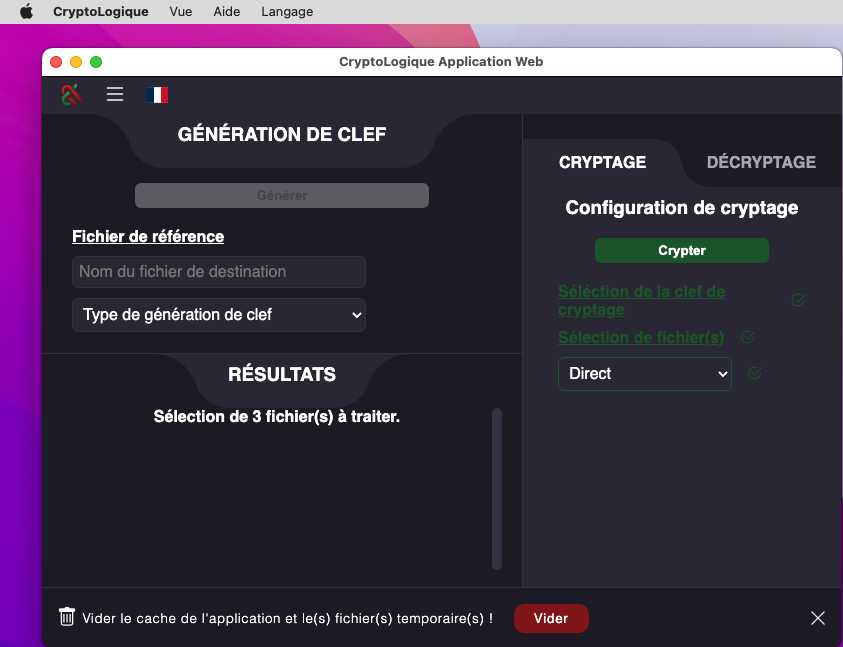 CryptoLogique Vue Aide Langage
CryptoLogique Application Web
GÉNÉRATION DE CLEF
Générer
Fichier de référence
Nom du fichier de destination
Type de génération de clef
RÉSULTATS
Sélection de 3 fichier(s) à traiter.
CRYPTAGE DÉCRYPTAGE
Configuration de cryptage
Crypter
Séléction de la clef de
cryptage
Sélection de fichier(s)
Direct
Vider le cache de l'application et le(s) fichier(s) temporaire(s) ! Vider